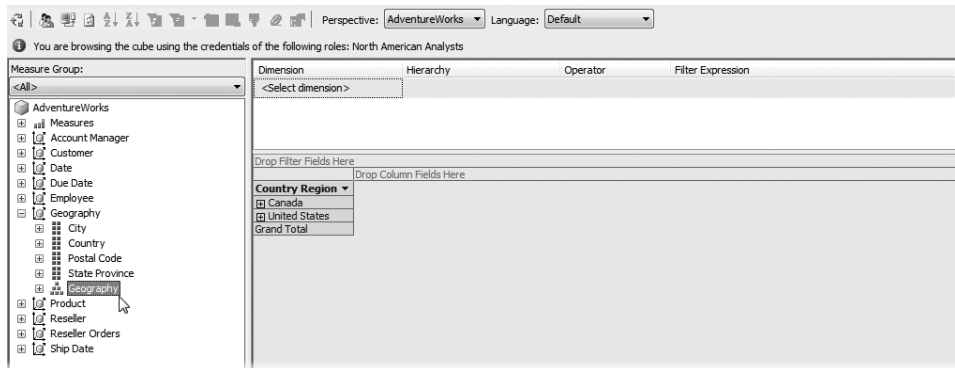 Perspective: AdventureWorks Language: Default
You are browsing the cube using the credentials of the following roles: North American Analysts
Measure Group:
<All>
AdventureWorks
Measures
Account Manager
Customer
Date
Due Date
Employee
Geography
City
Country
Postal Code
State Province
Geography
Product
Reseller
Reseller Orders
Ship Date
Dimension Hierarchy Operator Filter Expression
<Select dimension>
Drop Filter Fields Here
Drop Column Fields Here
Country Region
Canada
United States
Grand Total